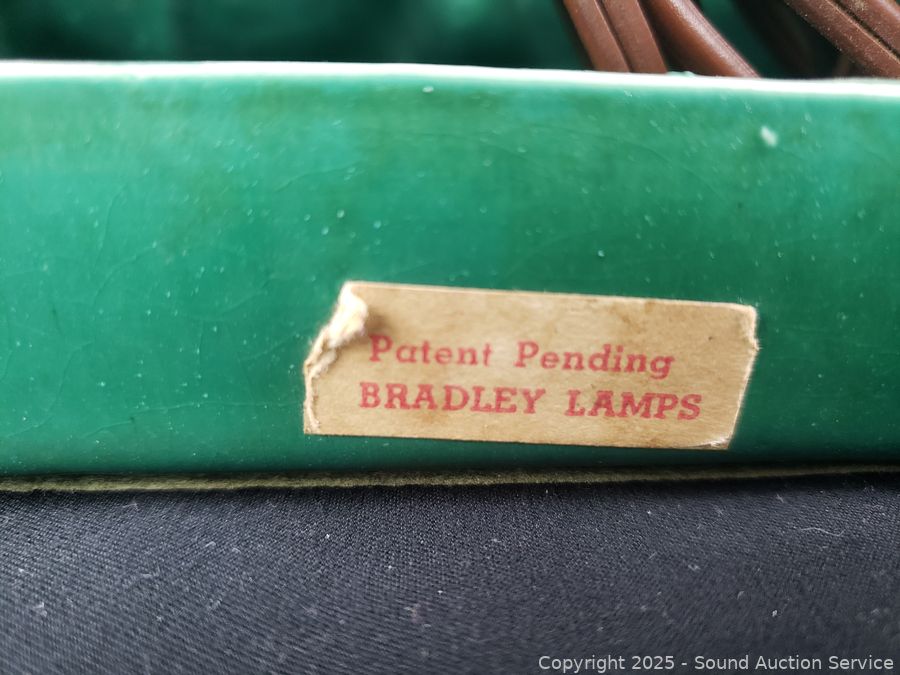 Patent Pending
BRADLEY LAMPS
Copyright © 2025 - Sound Auction Service